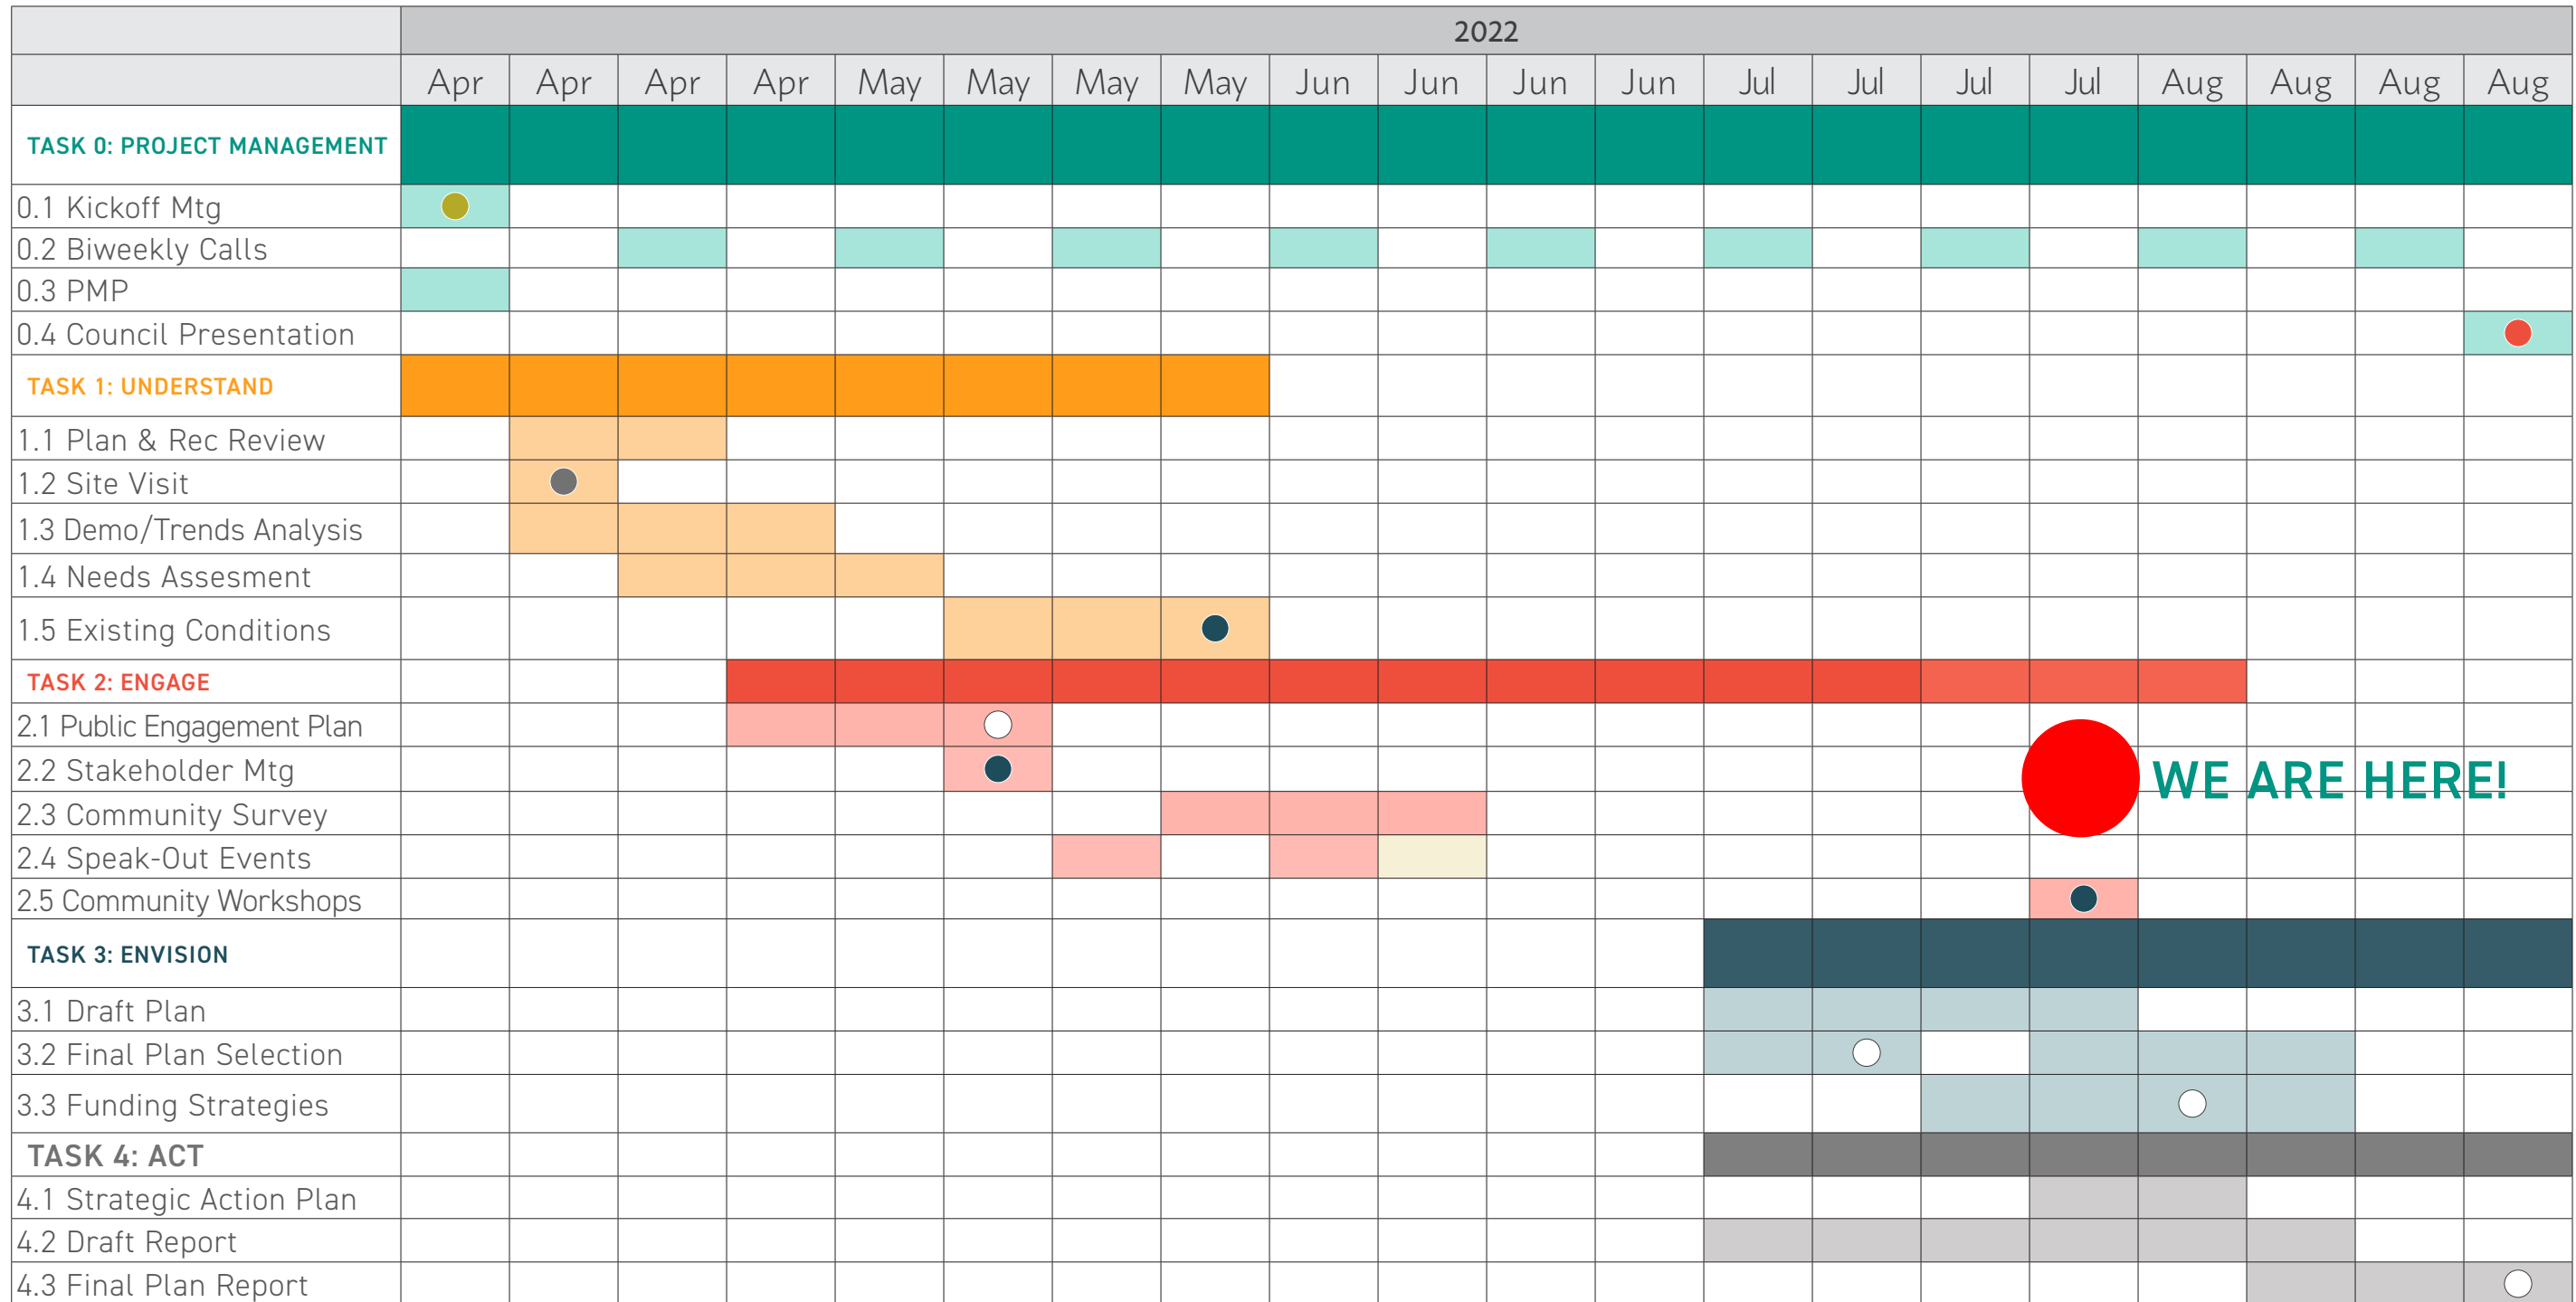 2022
Apr Apr Apr Apr May May May May Jun Jun Jun Jun Jul Jul Jul Jul Aug Aug Aug Aug
TASK 0: PROJECT MANAGEMENT
0.1 Kickoff Mtg
0.2 Biweekly Calls
0.3 PMP
0.4 Council Presentation
TASK 1: UNDERSTAND
1.1 Plan & Rec Review
1.2 Site Visit
1.3 Demo/Trends Analysis
1.4 Needs Assesment
1.5 Existing Conditions
TASK 2: ENGAGE
2.1 Public Engagement Plan
2.2 Stakeholder Mtg
WE ARE HERE!
2.3 Community Survey
2.4 Speak-Out Events
2.5 Community Workshops
TASK 3: ENVISION
3.1 Draft Plan
3.2 Final Plan Selection
3.3 Funding Strategies
TASK 4: ACT
4.1 Strategic Action Plan
4.2 Draft Report
4.3 Final Plan Report